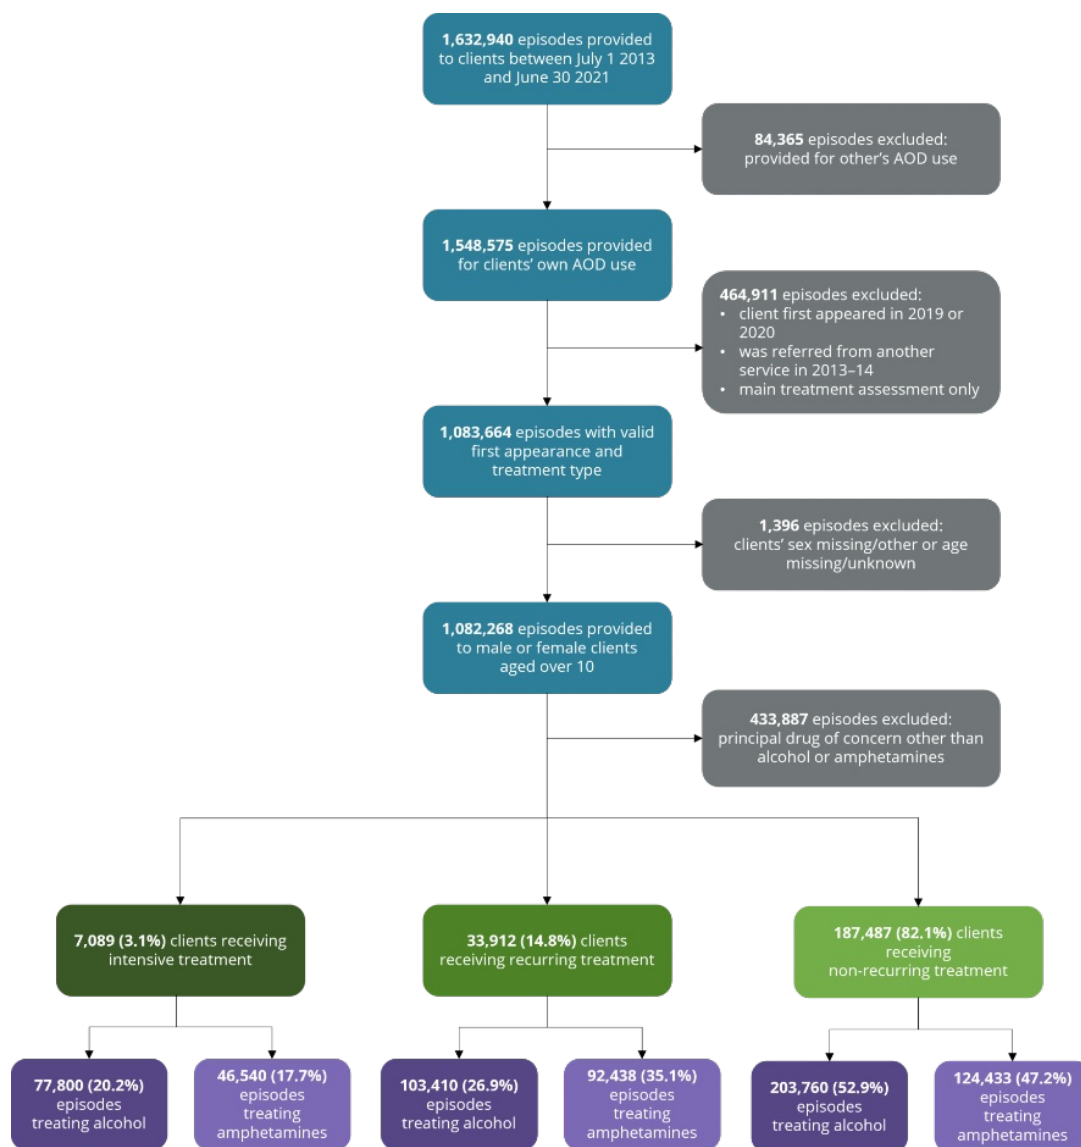 1,632,940 episodes provided
to clients between July 1 2013
and June 30 2021
84,365 episodes excluded:
provided for other's AOD use
1,548,575 episodes provided
for clients' own AOD use
464,911 episodes excluded:
• client first appeared in 2019 or
2020
• was referred from another
service in 2013–14
• main treatment assessment only
1,083,664 episodes with valid
first appearance and
treatment type
1,396 episodes excluded:
clients' sex missing/other or age
missing/unknown
1,082,268 episodes provided
to male or female clients
aged over 10
433,887 episodes excluded:
principal drug of concern other than
alcohol or amphetamines
7,089 (3.1%) clients receiving
intensive treatment
33,912 (14.8%) clients
receiving recurring treatment
187,487 (82.1%) clients
receiving
non-recurring treatment
77,800 (20.2%)
episodes
treating alcohol
46,540 (17.7%)
episodes
treating
amphetamines
103,410 (26.9%)
episodes
treating alcohol
92,438 (35.1%)
episodes
treating
amphetamines
203,760 (52.9%)
episodes
treating alcohol
124,433 (47.2%)
episodes
treating
amphetamines